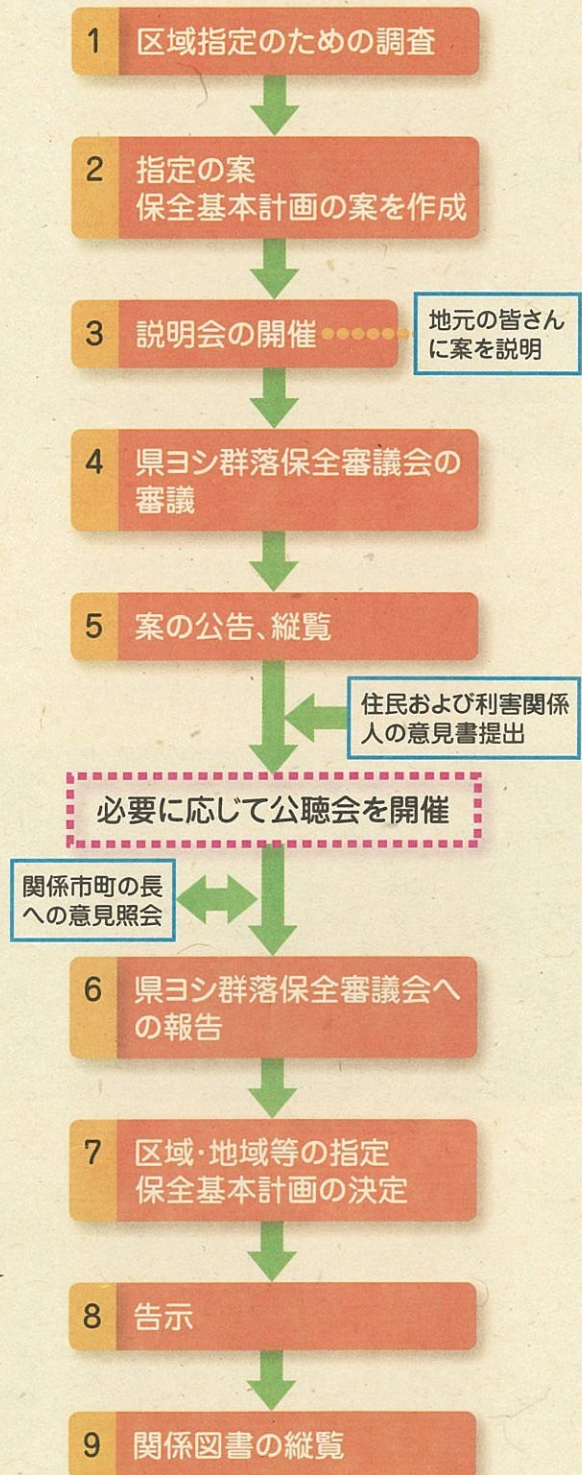 1 区域指定のための調査
2 指定の案
保全基本計画の案を作成
3 説明会の開催
地元の皆さん
に案を説明
4 県ヨシ群落保全審議会の
審議
5 案の公告、縦覧
住民および利害関係
人の意見書提出
必要に応じて公聴会を開催
関係市町の長
への意見照会
6 県ヨシ群落保全審議会へ
の報告
7 区域･地域等の指定
保全基本計画の決定
8 告示
9 関係図書の縦覧